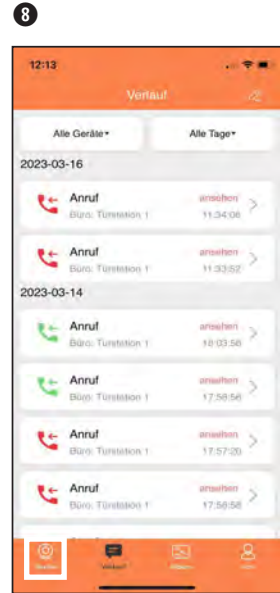 8
12:13
Verlauf
Alle Geräte Alle Tage
2023-03-16
Anruf ansehen
Büro: Türstation 1 11:34:06
Anruf ansehen
Büro: Türstation 1 11:33:52
2023-03-14
Anruf ansehen
Büro: Türstation 1 18:03:56
Anruf ansehen
Büro: Türstation 1 17:58:56
Anruf ansehen
Büro: Türstation 1 17:57:20
Anruf ansehen
Büro: Türstation 1 17:56:56
Verlauf